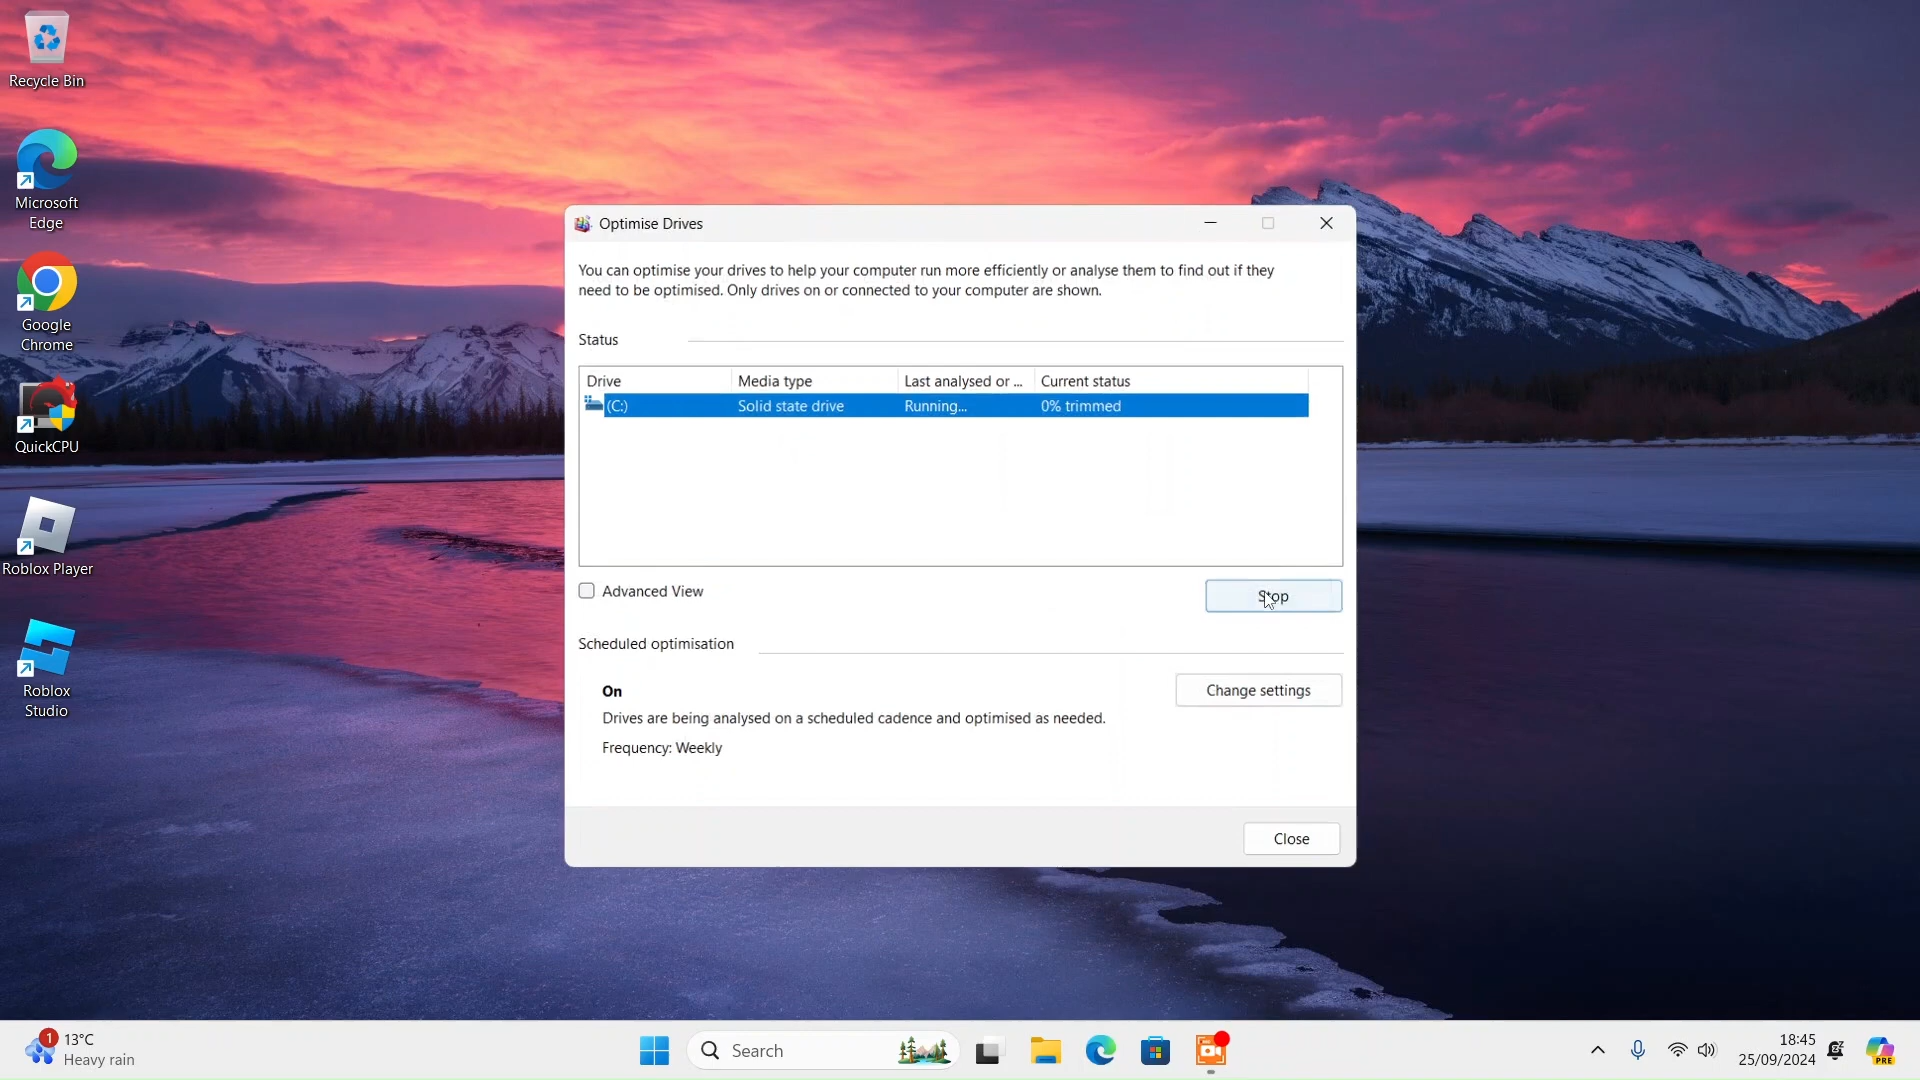 Recycle Bin
Microsoft
Edge
Google
Chrome
QuickCPU
Roblox Player
Roblox
Studio
Optimise Drives
You can optimise your drives to help your computer run more efficiently or analyse them to find out if they
need to be optimised. Only drives on or connected to your computer are shown.
Status
Drive Media type Last analysed or ... Current status
(C:) Solid state drive Running... 0% trimmed
Advanced View
Stop
Scheduled optimisation
On
Change settings
Drives are being analysed on a scheduled cadence and optimised as needed.
Frequency: Weekly
Close
1
13°C
Heavy rain
Search
18:45
25/09/2024
PRE